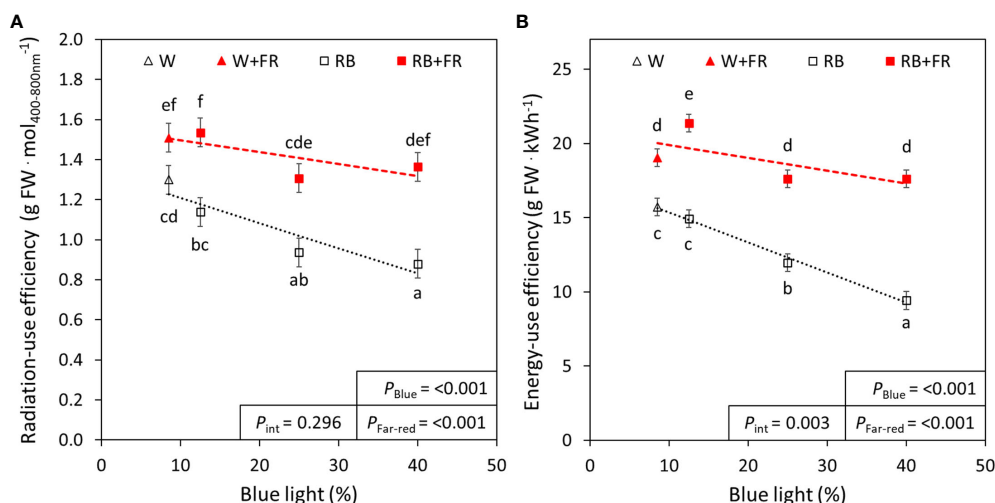 A
Radiation-use efficiency (g FW · mol400-800nm-1)
2.0
1.8
1.6
1.4
1.2
1.0
0.8
0.6
0.4
0.2
0.0
W W+FR RB RB+FR
ef f cde def
cd bc ab a
PBlue = <0.001
Pint = 0.296 PFar-red = <0.001
0 10 20 30 40 50
Blue light (%)
B
Energy-use efficiency (g FW · kWh-1)
25
20
15
10
5
0
W W+FR RB RB+FR
d e d d
c c b a
PBlue = <0.001
Pint = 0.003 PFar-red = <0.001
0 10 20 30 40 50
Blue light (%)